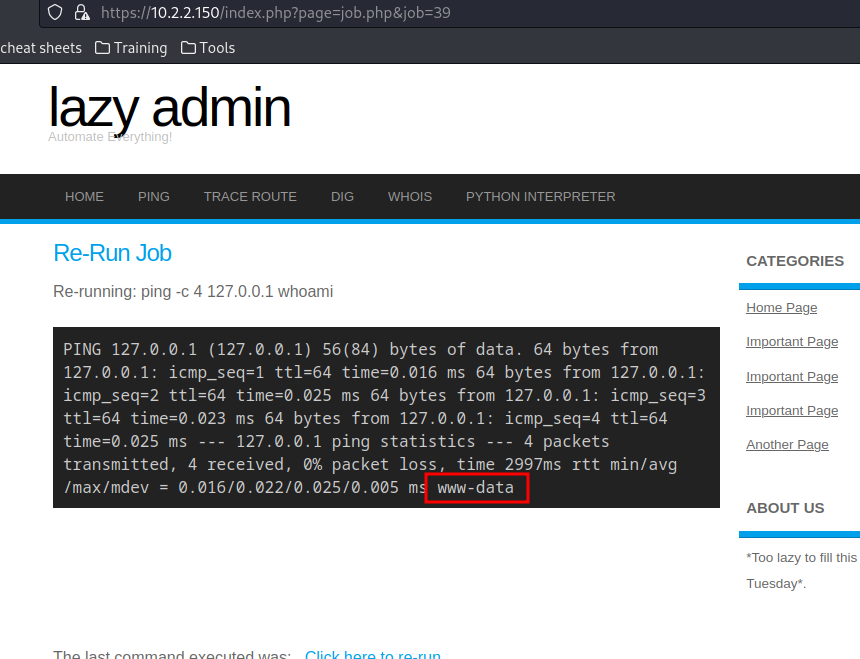 https://10.2.2.150/index.php?page=job.php&job=39
cheat sheets Training Tools
lazy admin
Automate Everything!
HOME PING TRACE ROUTE DIG WHOIS PYTHON INTERPRETER
Re-Run Job
Re-running: ping -c 4 127.0.0.1 whoami
PING 127.0.0.1 (127.0.0.1) 56(84) bytes of data. 64 bytes from
127.0.0.1: icmp_seq=1 ttl=64 time=0.016 ms 64 bytes from 127.0.0.1:
icmp_seq=2 ttl=64 time=0.025 ms 64 bytes from 127.0.0.1: icmp_seq=3
ttl=64 time=0.023 ms 64 bytes from 127.0.0.1: icmp_seq=4 ttl=64
time=0.025 ms --- 127.0.0.1 ping statistics --- 4 packets
transmitted, 4 received, 0% packet loss, time 2997ms rtt min/avg
/max/mdev = 0.016/0.022/0.025/0.005 ms www-data
The last command executed was: Click here to re-run
CATEGORIES
Home Page
Important Page
Important Page
Important Page
Another Page
ABOUT US
*Too lazy to fill this
Tuesday*.